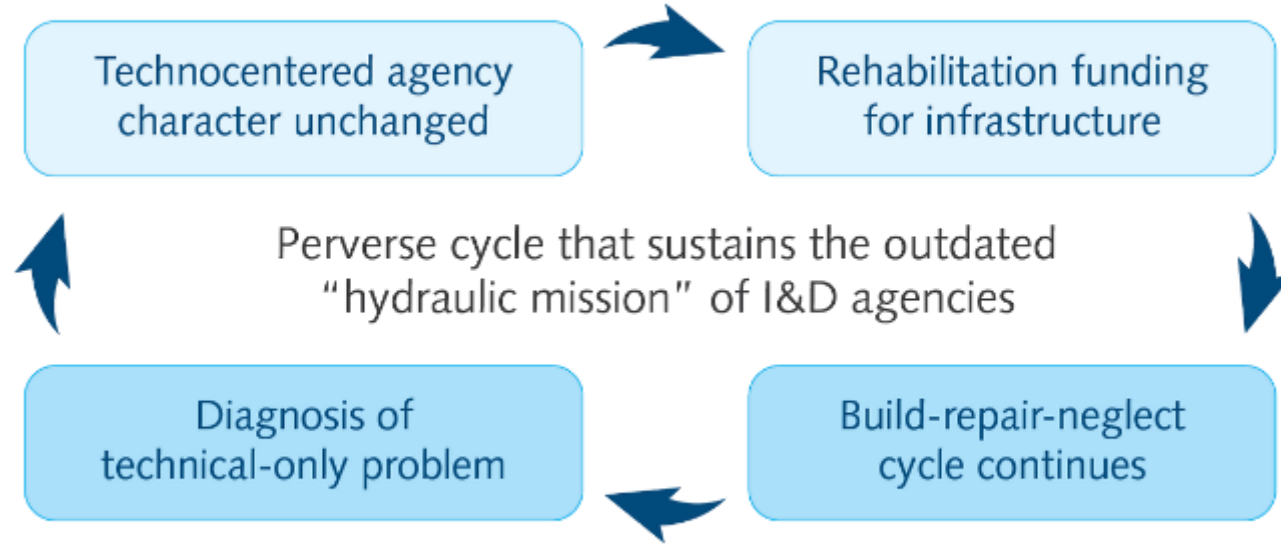 Technocentered agency
character unchanged
Rehabilitation funding
for infrastructure
Perverse cycle that sustains the outdated
“hydraulic mission” of I&D agencies
Diagnosis of
technical-only problem
Build-repair-neglect
cycle continues